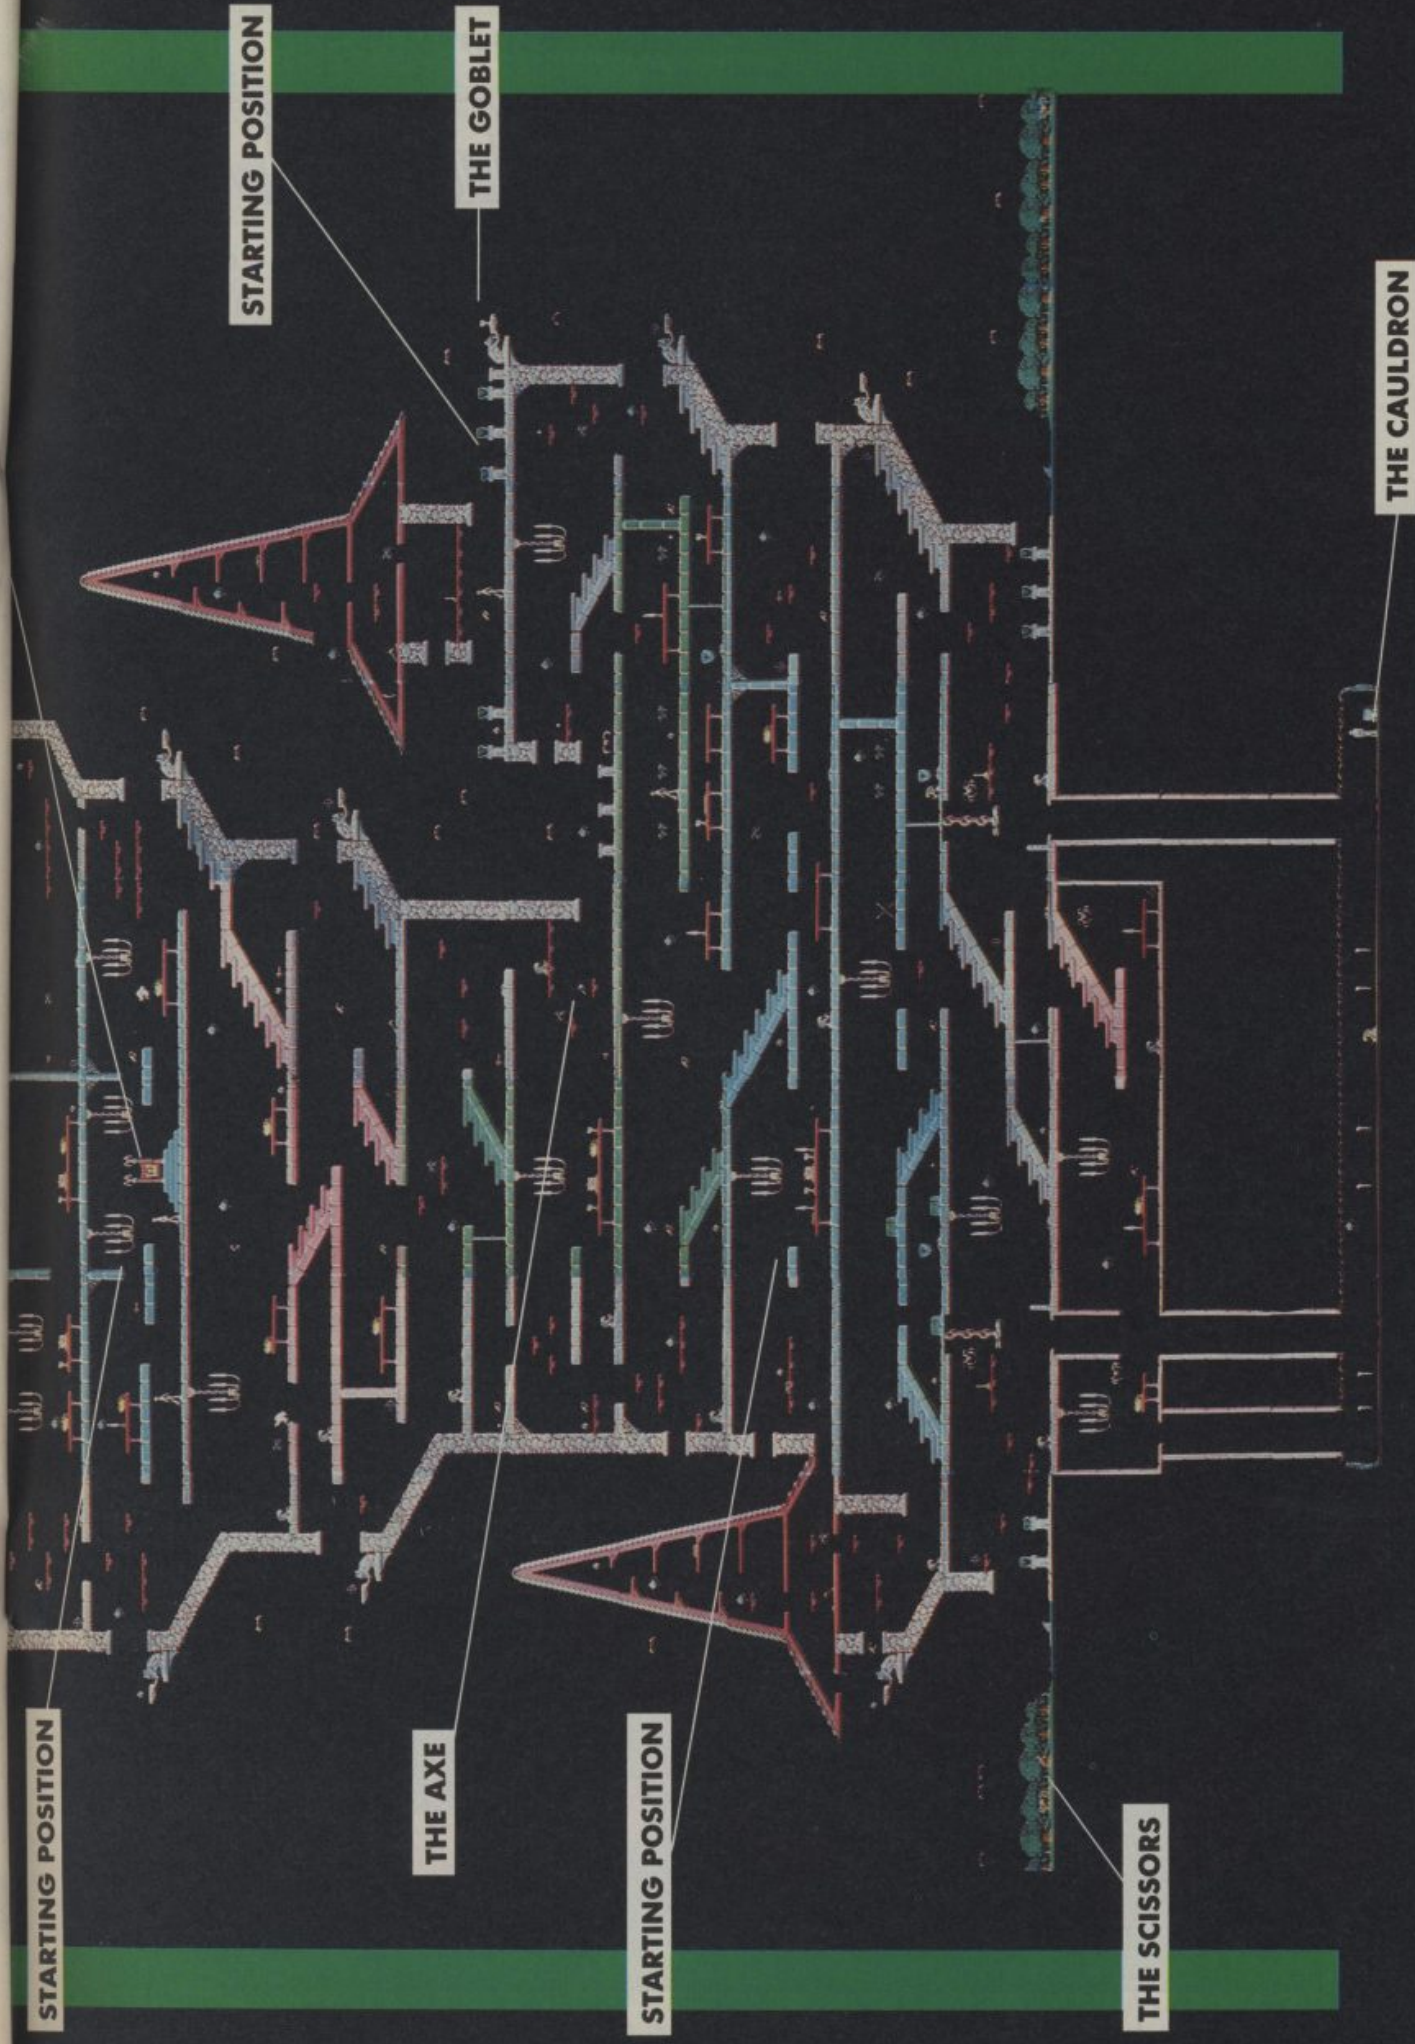 STARTING POSITION
STARTING POSITION
THE AXE
THE GOBLET
STARTING POSITION
THE SCISSORS
THE CAULDRON